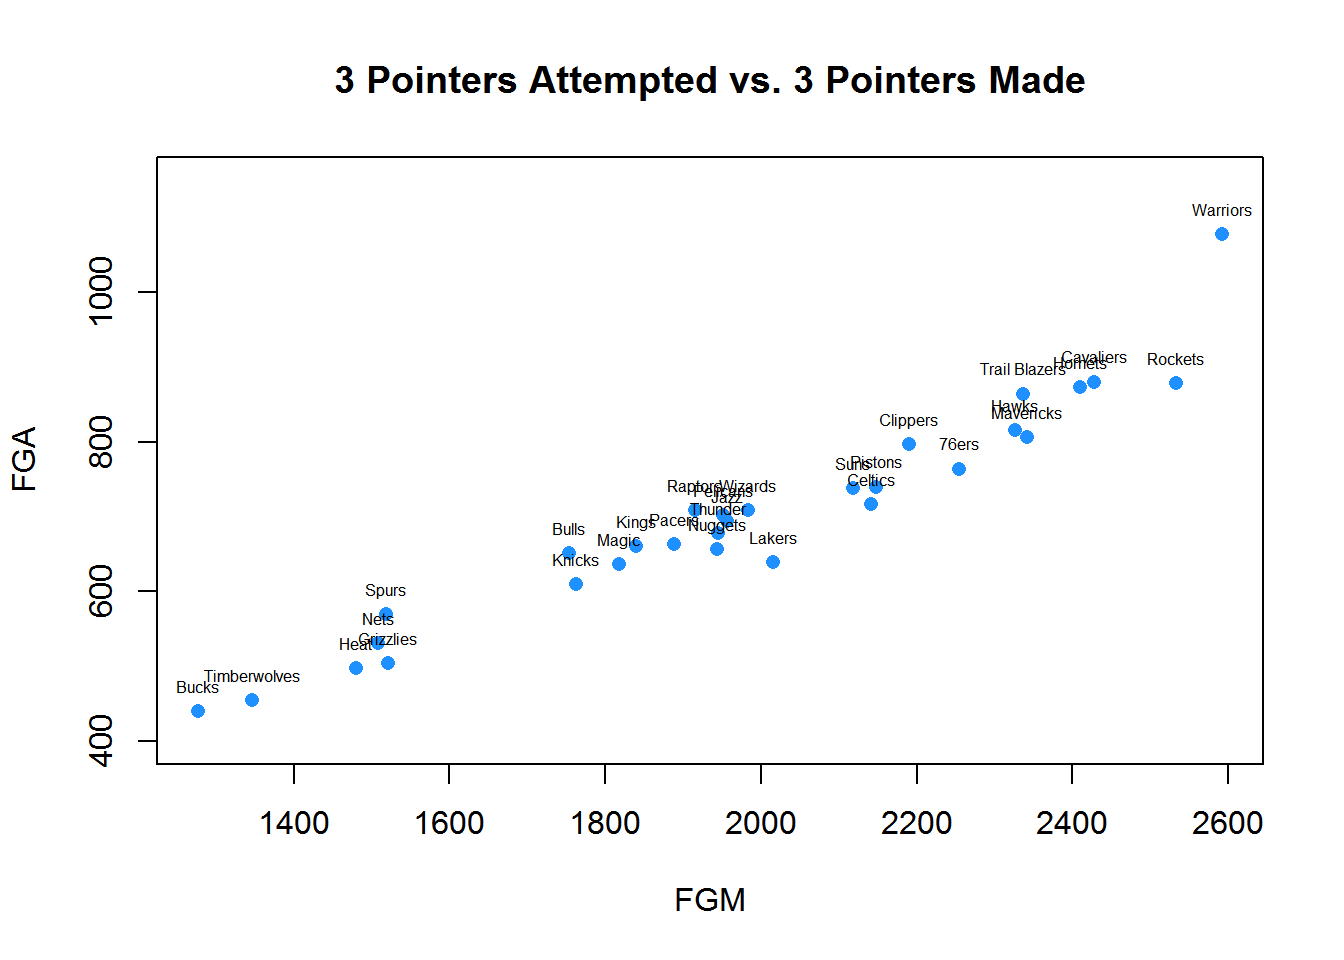 3 Pointers Attempted vs. 3 Pointers Made
Warriors
Cavaliers
Rockets
Hornets
Trail Blazers
Hawks
Mavericks
Clippers
76ers
Pistons
Suns
Celtics
Raptors
Wizards
Pelicans
Jazz
Thunder
Nuggets
Pacers
Kings
Lakers
Magic
Bulls
Knicks
Spurs
Nets
Grizzlies
Heat
Timberwolves
Bucks
FGA
1000
800
600
400
1400 1600 1800 2000 2200 2400 2600
FGM